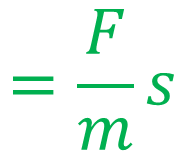 = F/m s